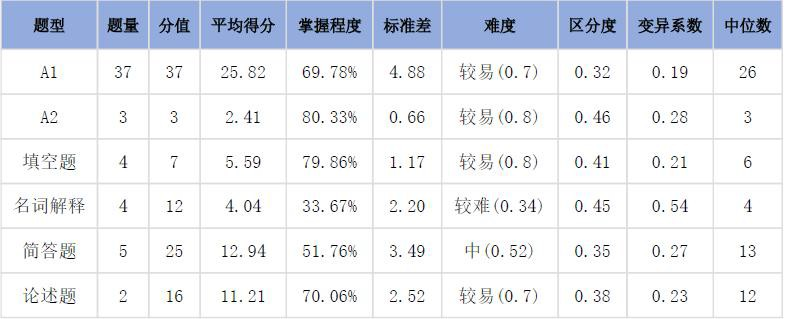 题型 题量 分值 平均得分 掌握程度 标准差 难度 区分度 变异系数 中位数
A1 37 37 25.82 69.78% 4.88 较易(0.7) 0.32 0.19 26
A2 3 3 2.41 80.33% 0.66 较易(0.8) 0.46 0.28 3
填空题 4 7 5.59 79.86% 1.17 较易(0.8) 0.41 0.21 6
名词解释 4 12 4.04 33.67% 2.20 较难(0.34) 0.45 0.54 4
简答题 5 25 12.94 51.76% 3.49 中(0.52) 0.35 0.27 13
论述题 2 16 11.21 70.06% 2.52 较易(0.7) 0.38 0.23 12